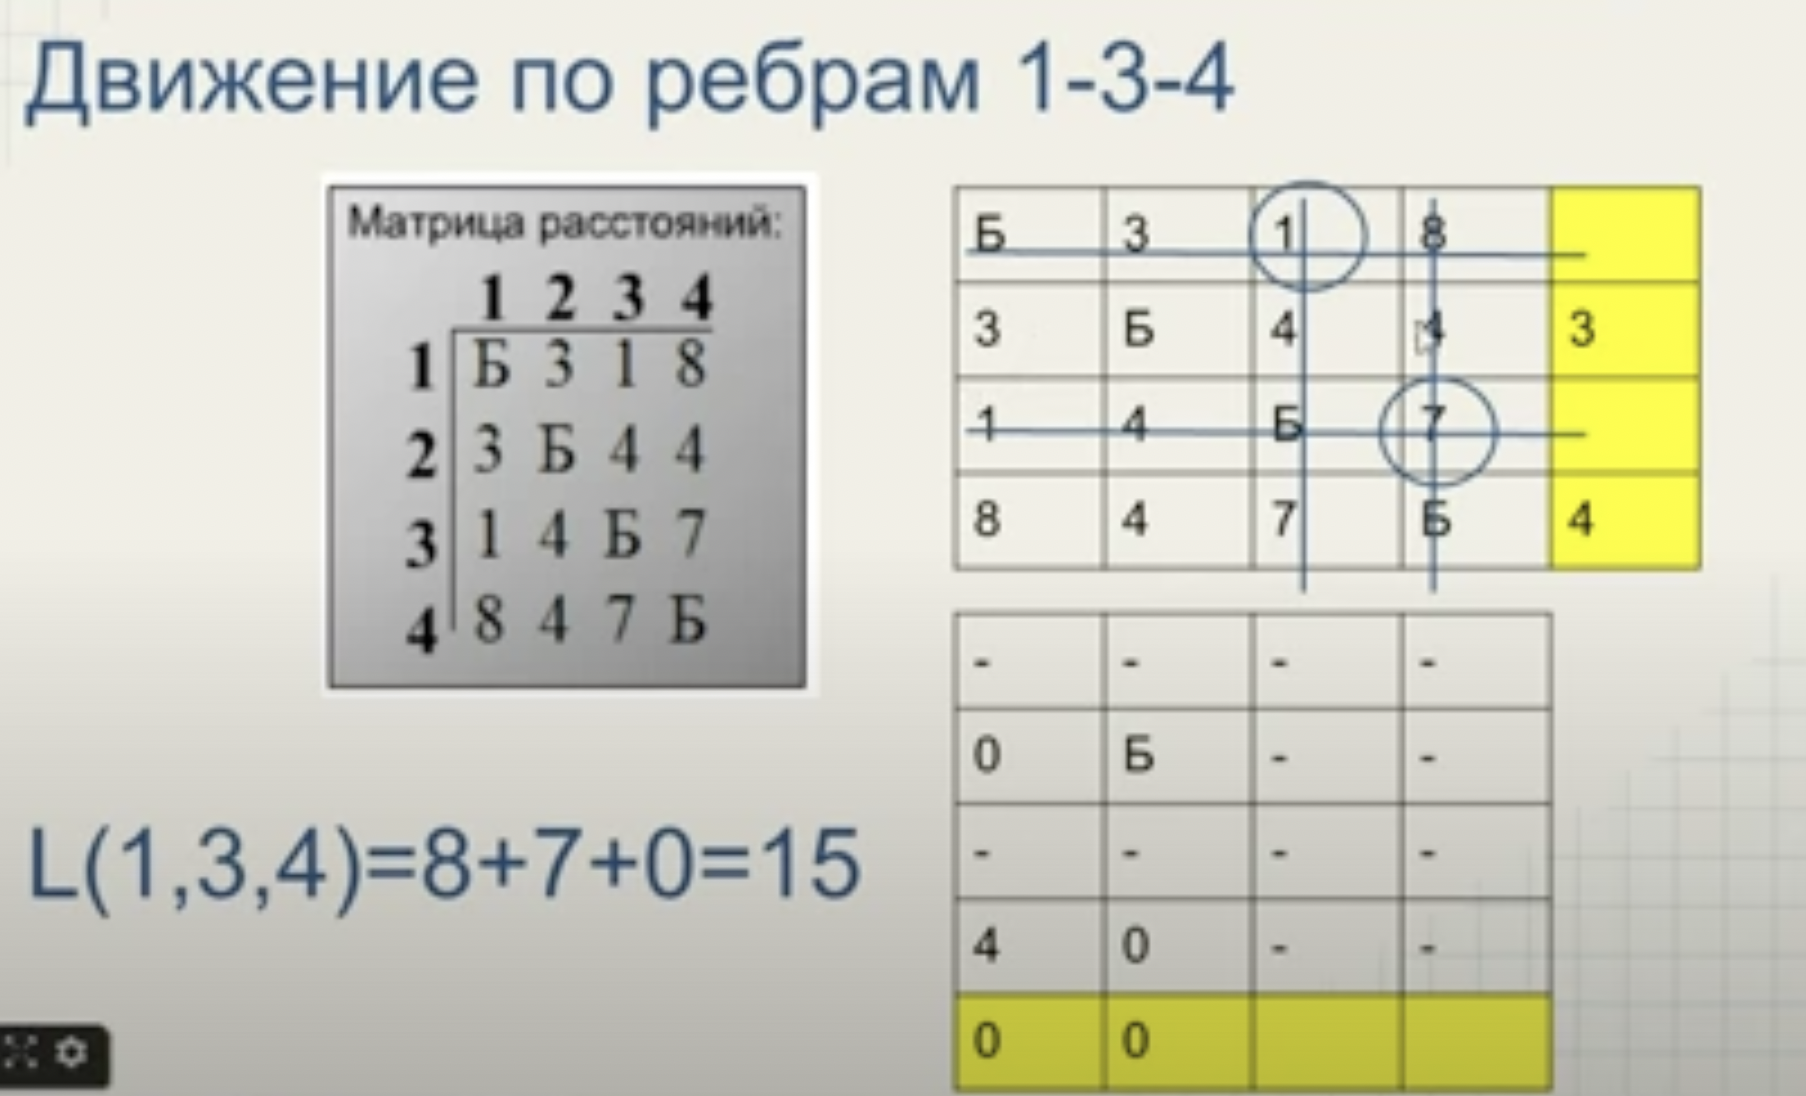 Движение по ребрам 1-3-4
Матрица расстояний:
1 2 3 4
1 Б 3 1 8
2 3 Б 4 4
3 1 4 Б 7
4 8 4 7 Б
Б 3 1 8
3 Б 4 4 3
1 4 Б 7
8 4 7 Б 4
- - - -
0 Б - -
- - - -
4 0 - -
0 0
L(1,3,4)=8+7+0=15